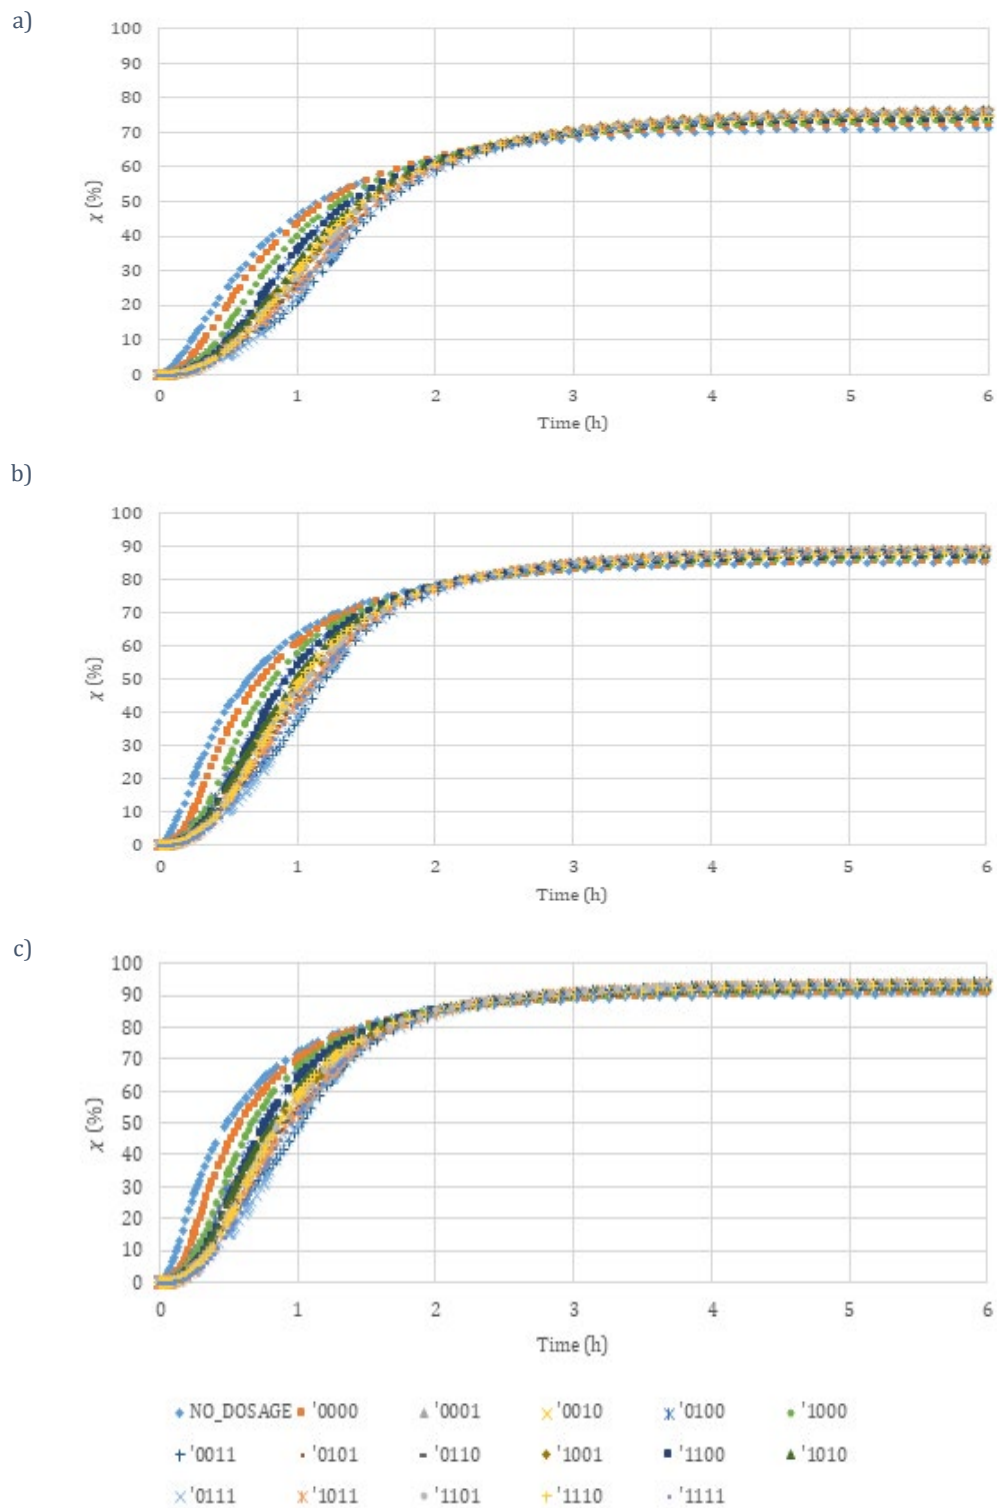 a)
100
90
80
70
60
50
40
30
20
10
0
χ (%)
0 1 2 3 4 5 6
Time (h)
b)
100
90
80
70
60
50
40
30
20
10
0
χ (%)
0 1 2 3 4 5 6
Time (h)
c)
100
90
80
70
60
50
40
30
20
10
0
χ (%)
0 1 2 3 4 5 6
Time (h)
NO_DOSAGE '0000 '0001 '0010 '0100 '1000
'0011 '0101 '0110 '1001 '1100 '1010
'0111 '1011 '1101 '1110 '1111